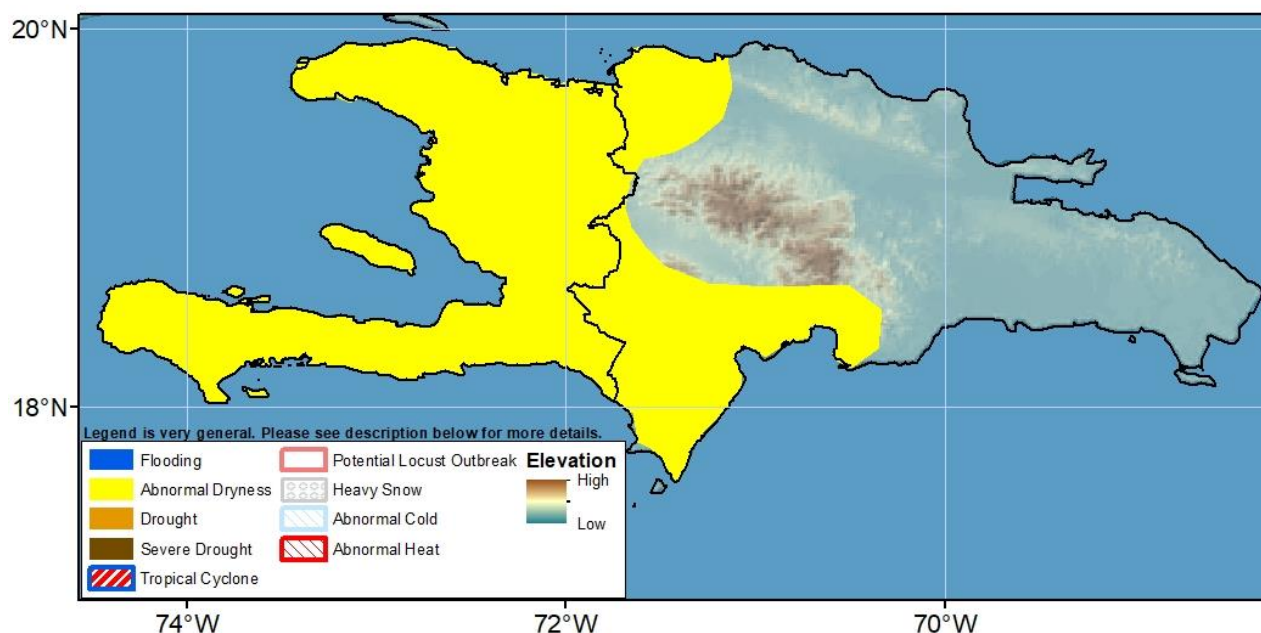 20°N
18°N
Legend is very general. Please see description below for more details.
Flooding
Abnormal Dryness
Drought
Severe Drought
Tropical Cyclone
Potential Locust Outbreak
Heavy Snow
Abnormal Cold
Abnormal Heat
Elevation
High
Low
74°W
72°W
70°W